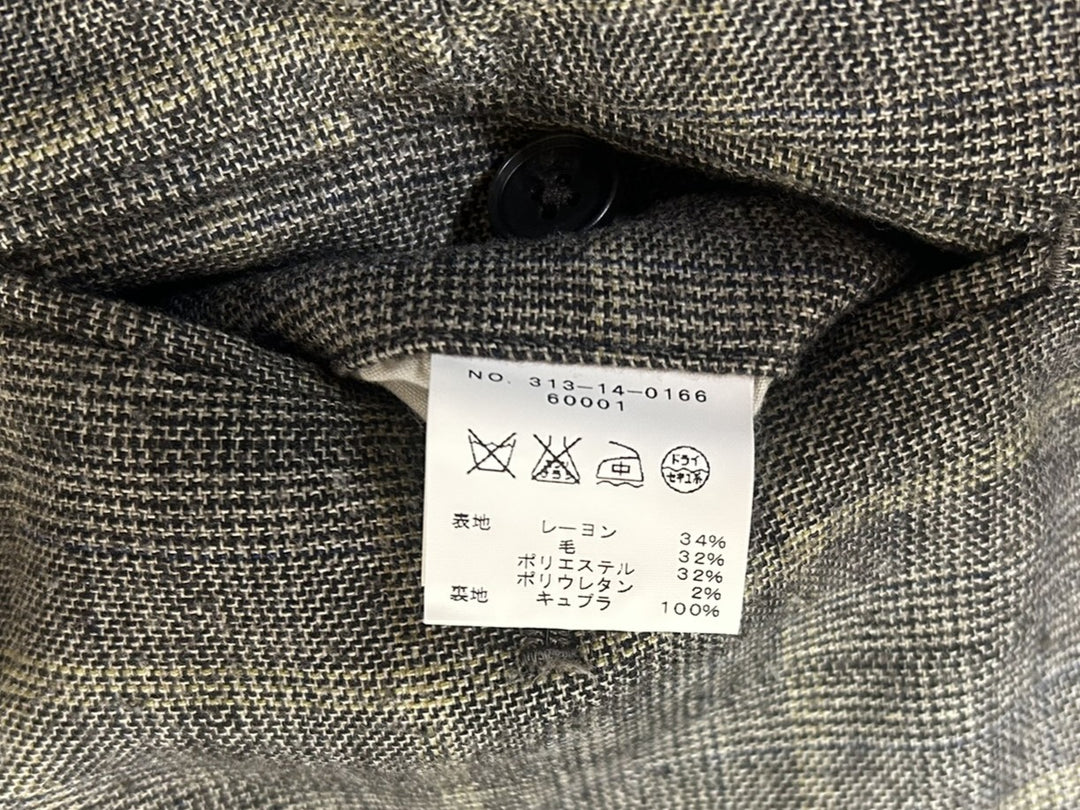 NO. 313-14-0166
60001
中 ドライ
セキユ系
表地 レーヨン 34%
毛 32%
ポリエステル 32%
ポリウレタン 2%
裏地 キュプラ 100%